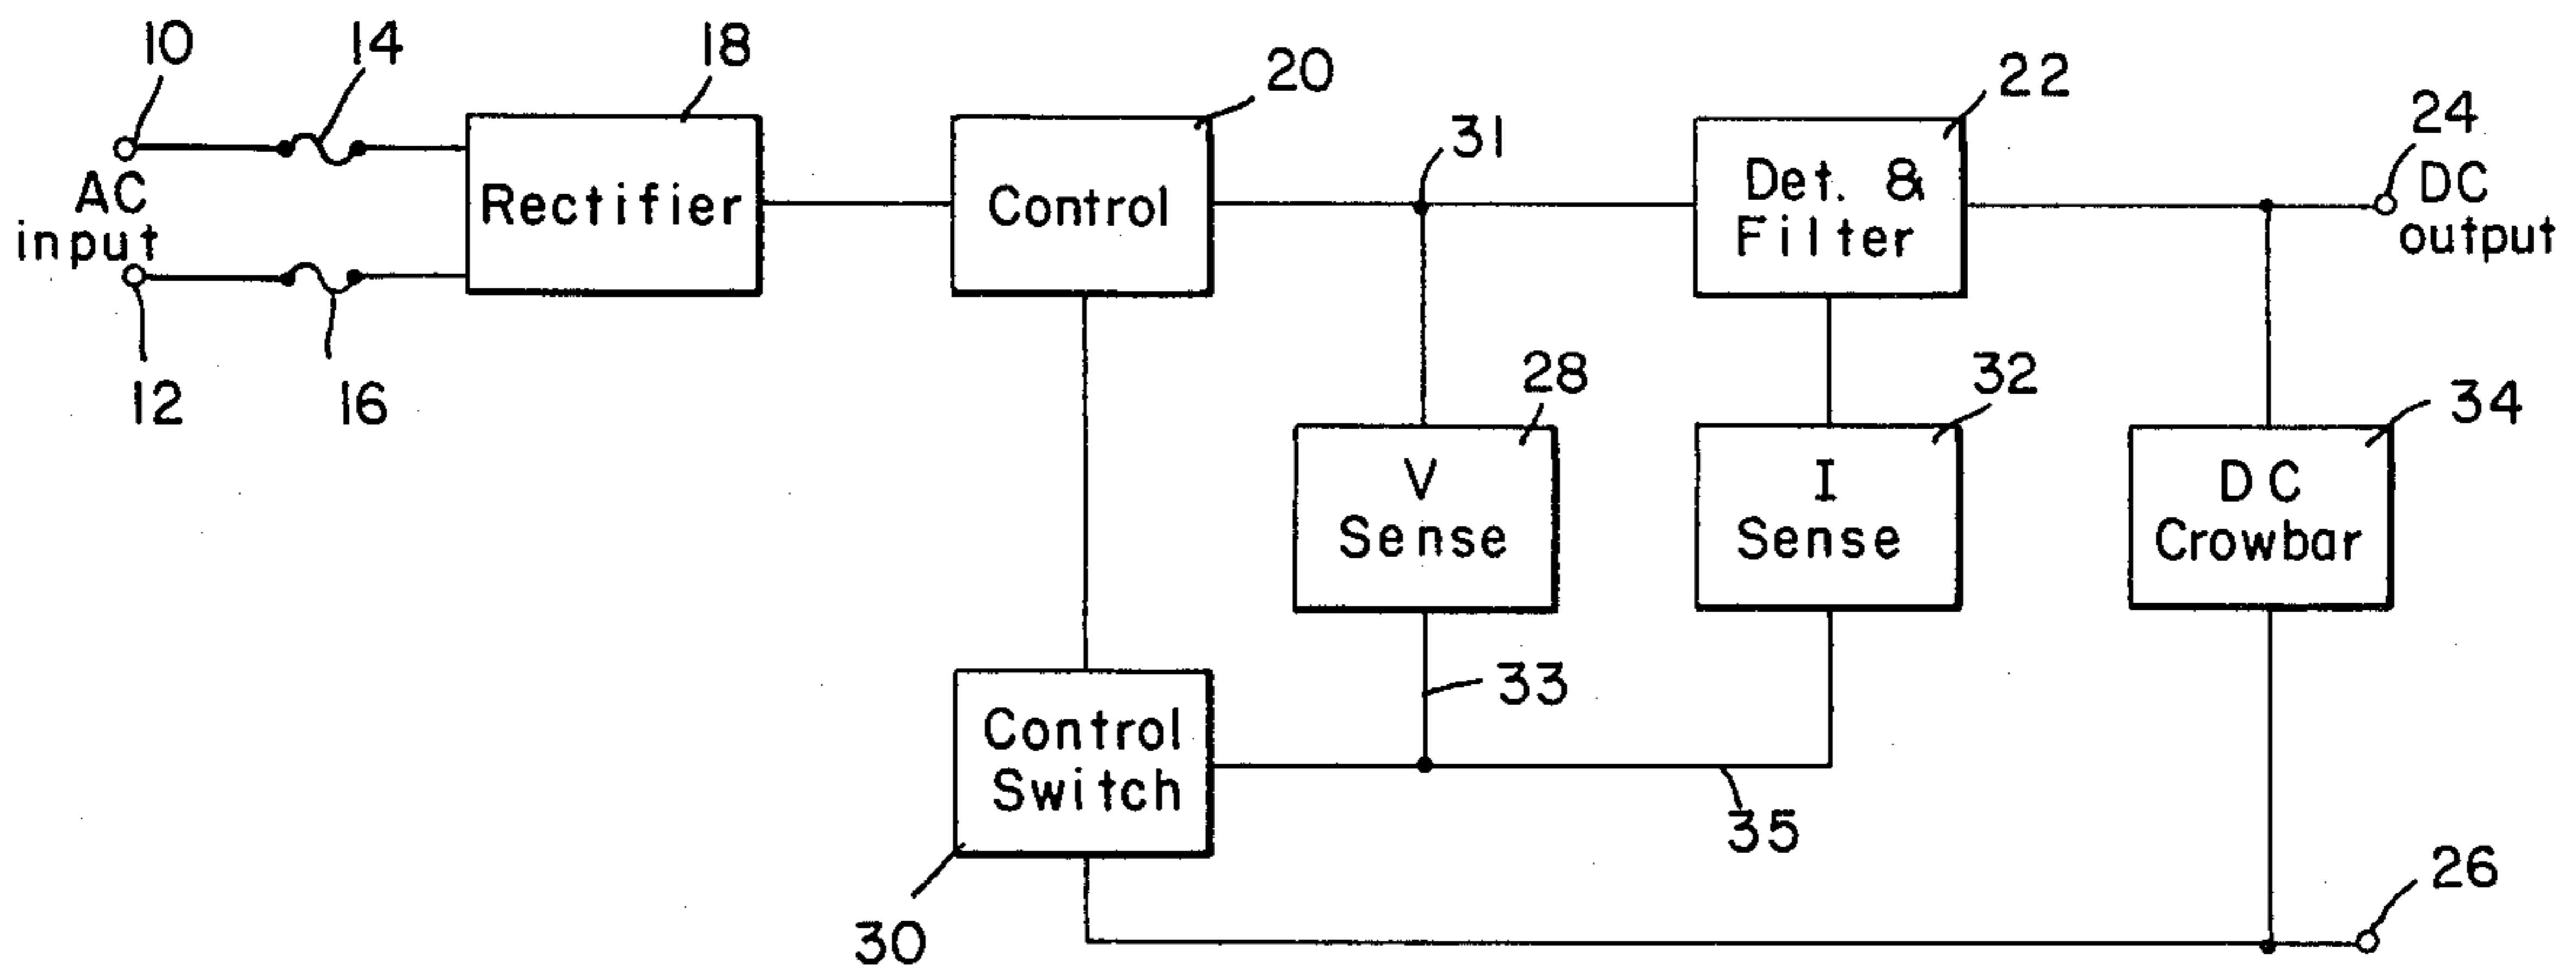 10
14
18
20
31
22
24
AC
input
Rectifier
Control
Det. &
Filter
DC
output
12
16
28
32
34
V
Sense
I
Sense
DC
Crowbar
33
Control
Switch
35
30
26